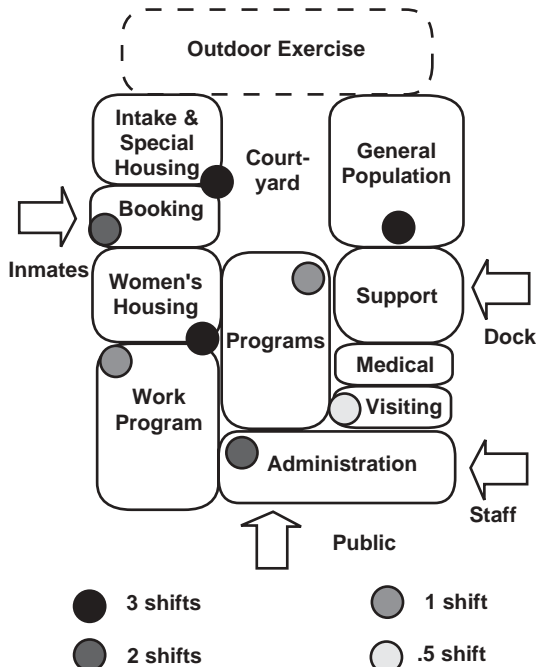 Outdoor Exercise
Intake &
Special
Housing
Court-
yard
General
Population
Booking
Inmates
Women's
Housing
Programs
Support
Dock
Medical
Work
Program
Visiting
Administration
Staff
Public
3 shifts
1 shift
2 shifts
.5 shift